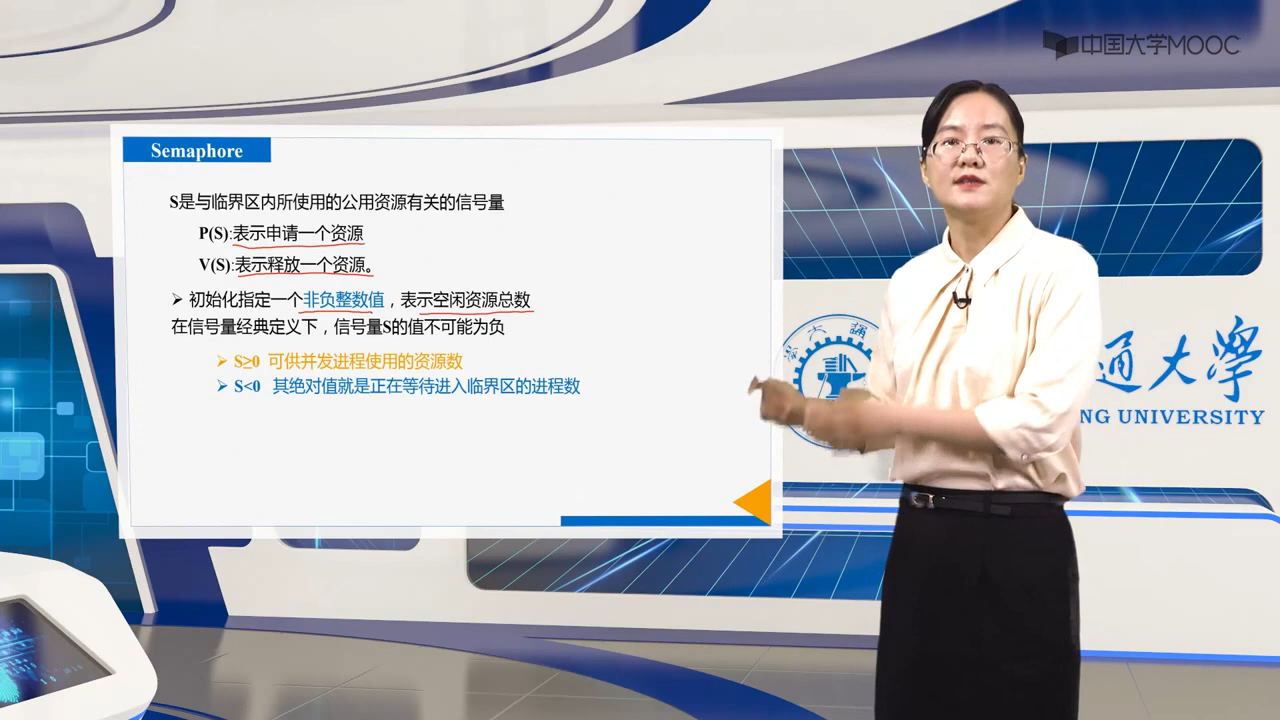 中国大学MOOC
Semaphore
S是与临界区内所使用的公用资源有关的信号量
P(S):表示申请一个资源
V(S):表示释放一个资源。
➤ 初始化指定一个非负整数值，表示空闲资源总数
在信号量经典定义下，信号量S的值不可能为负
➤ S≥0 可供并发进程使用的资源数
➤ S<0 其绝对值就是正在等待进入临界区的进程数
通大学
NG UNIVERSITY